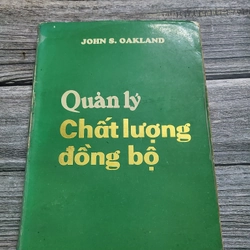 JOHN S. OAKLAND
Quản lý
Chất lượng
đồng bộ